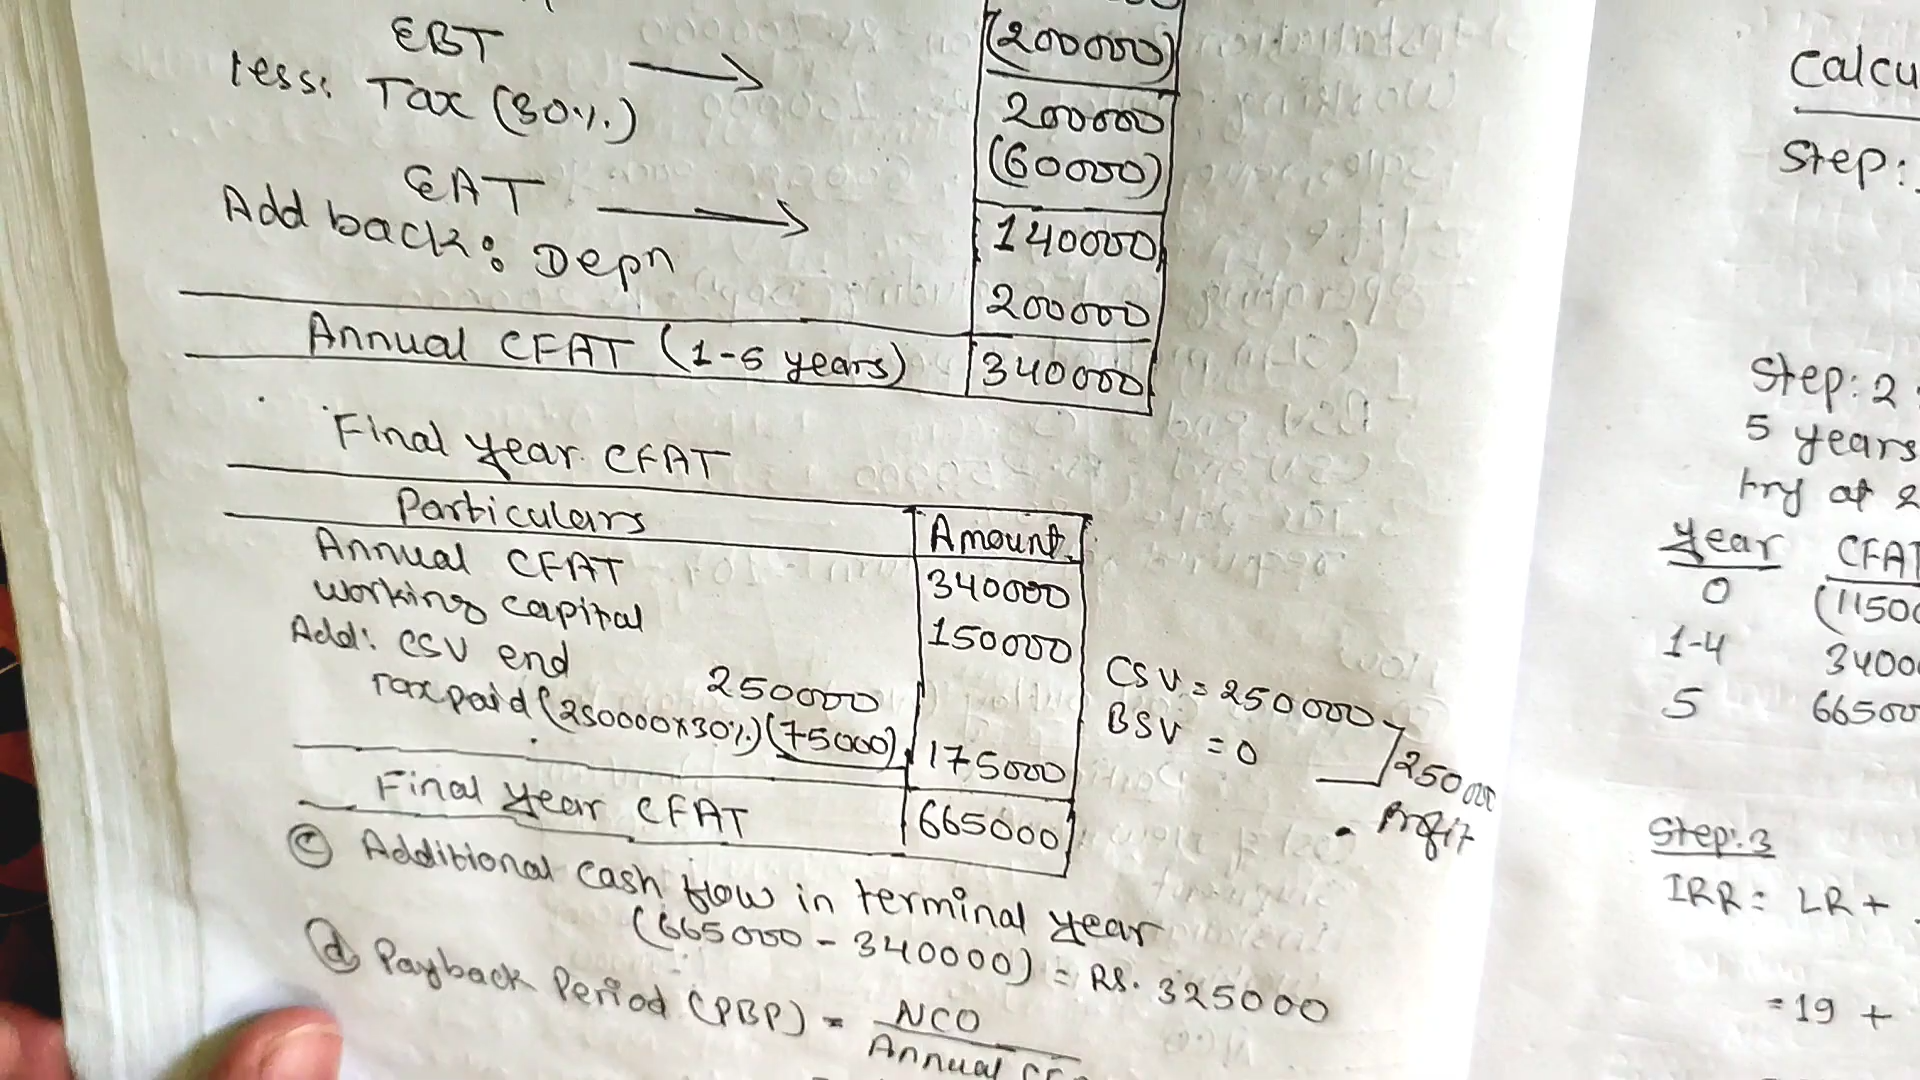 (200000)
EBT
200000
less: Tax (30%)
(60000)
EAT
140000
Add back: Depn
200000
Annual CFAT (1-5 years)
340000
Final year CFAT
Particulars
Amount
Annual CFAT
340000
working capital
150000
Add: CSV end
250000
Tax paid (250000x30%) (75000)
175000
CSV = 250000
BSV = 0
250000
Profit
Final year CFAT
665000
(c) Additional cash flow in terminal year
(665000 - 340000) = RS. 325000
(d) Payback Period (PBP) = NCO
Annual
Calcu
Step:
Step: 2
5 years
try at 2
year CFAT
0 (1150
1-4 3400
5 66500
Step: 3
IRR = LR +
= 19 +